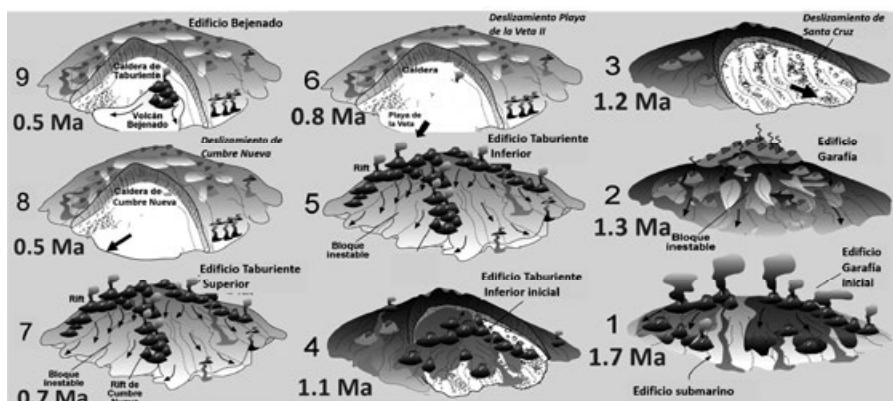 Edificio Bejenado
Caldera de
Taburiente
9
Volcán
Bejenado
0.5 Ma
Deslizamiento Playa
de la Veta II
Caldera
6
Playa de
la Veta
0.8 Ma
Deslizamiento de
Santa Cruz
3
1.2 Ma
Deslizamiento de
Cumbre Nueva
Caldera de
Cumbre Nueva
8
0.5 Ma
Edificio Taburiente
Inferior
Rift
5
Bloque
inestable
Edificio
Garafía
2
Bloque
inestable
1.3 Ma
Edificio Taburiente
Superior
Rift
7
Bloque
inestable
Rift de
Cumbre
0.7 Ma
Edificio Taburiente
Inferior inicial
4
1.1 Ma
Edificio
Garafía
inicial
1
1.7 Ma
Edificio submarino